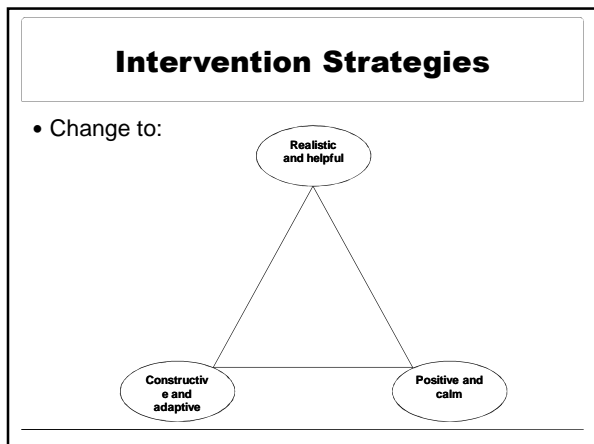 Intervention Strategies
• Change to:
Realistic
and helpful
Constructiv
e and
adaptive
Positive and
calm